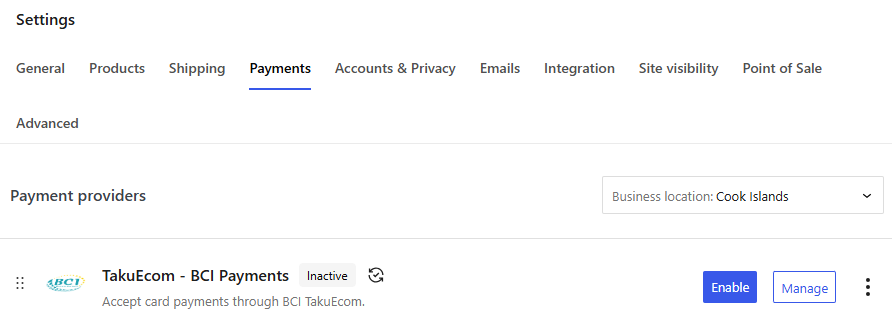 Settings
General Products Shipping Payments Accounts & Privacy Emails Integration Site visibility Point of Sale
Advanced
Payment providers
Business location: Cook Islands
BCI
TakuEcom - BCI Payments Inactive
Enable Manage
Accept card payments through BCI TakuEcom.